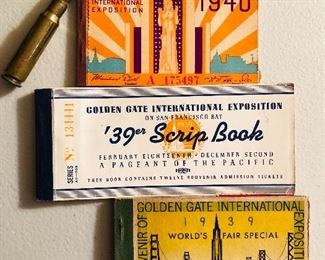 INTERNATIONAL
EXPOSITION
1940
A 175497
GOLDEN GATE INTERNATIONAL EXPOSITION
ON SAN FRANCISCO BAY
'39er Scrip Book
FEBRUARY EIGHTEENTH - DECEMBER SECOND
A PAGEANT OF THE PACIFIC
THIS BOOK CONTAINS TWELVE SOUVENIR ADMISSION TICKETS
SERIES
No
GOLDEN GATE INTERNATIONAL
EXPOSITION
1939
WORLD'S FAIR SPECIAL